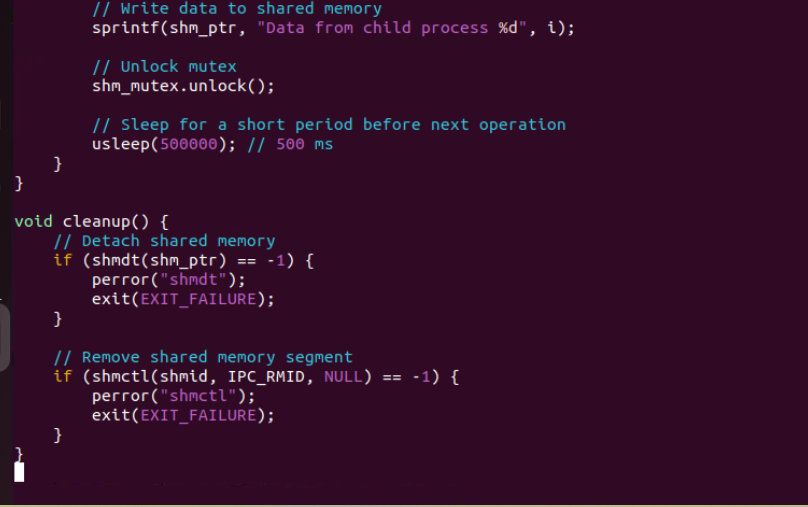 // Write data to shared memory
sprintf(shm_ptr, "Data from child process %d", i);
// Unlock mutex
shm_mutex.unlock();
// Sleep for a short period before next operation
usleep(500000); // 500 ms
}
}
void cleanup() {
// Detach shared memory
if (shmdt(shm_ptr) == -1) {
perror("shmdt");
exit(EXIT_FAILURE);
}
// Remove shared memory segment
if (shmctl(shmid, IPC_RMID, NULL) == -1) {
perror("shmctl");
exit(EXIT_FAILURE);
}
}